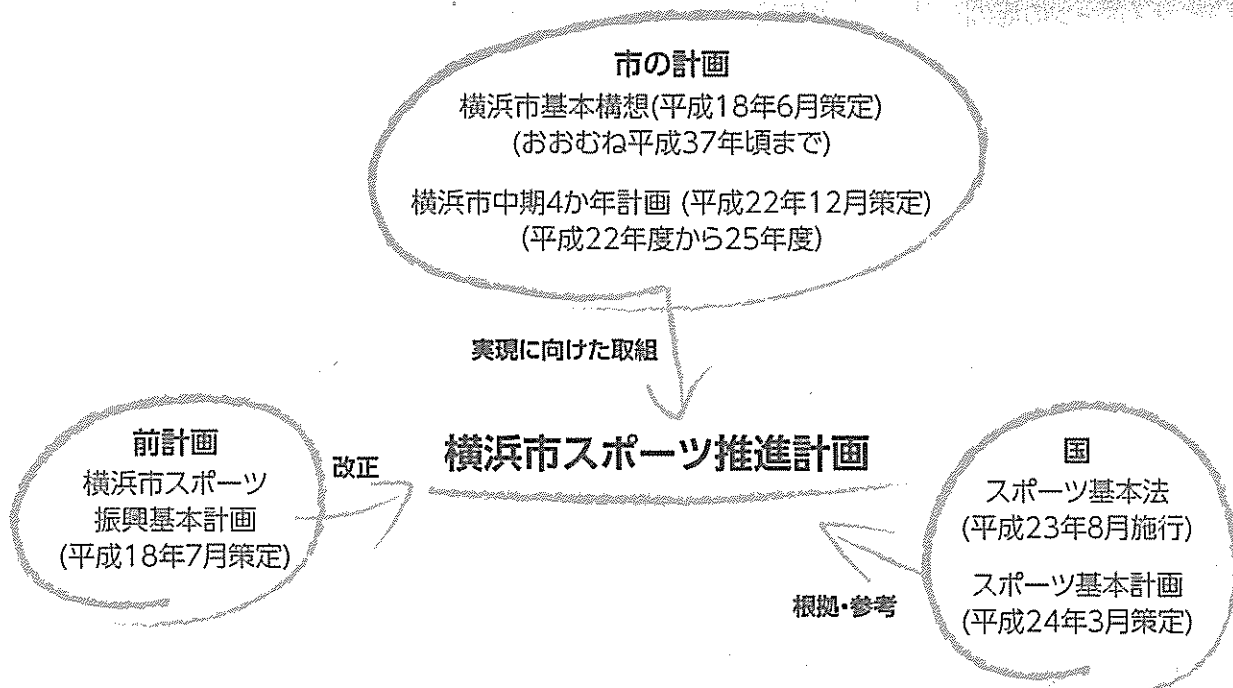 市の計画
横浜市基本構想(平成18年6月策定)
(おおむね平成37年頃まで)
横浜市中期4か年計画 (平成22年12月策定)
(平成22年度から25年度)
実現に向けた取組
前計画
横浜市スポーツ
振興基本計画
(平成18年7月策定)
改正
横浜市スポーツ推進計画
国
スポーツ基本法
(平成23年8月施行)
スポーツ基本計画
(平成24年3月策定)
根拠・参考